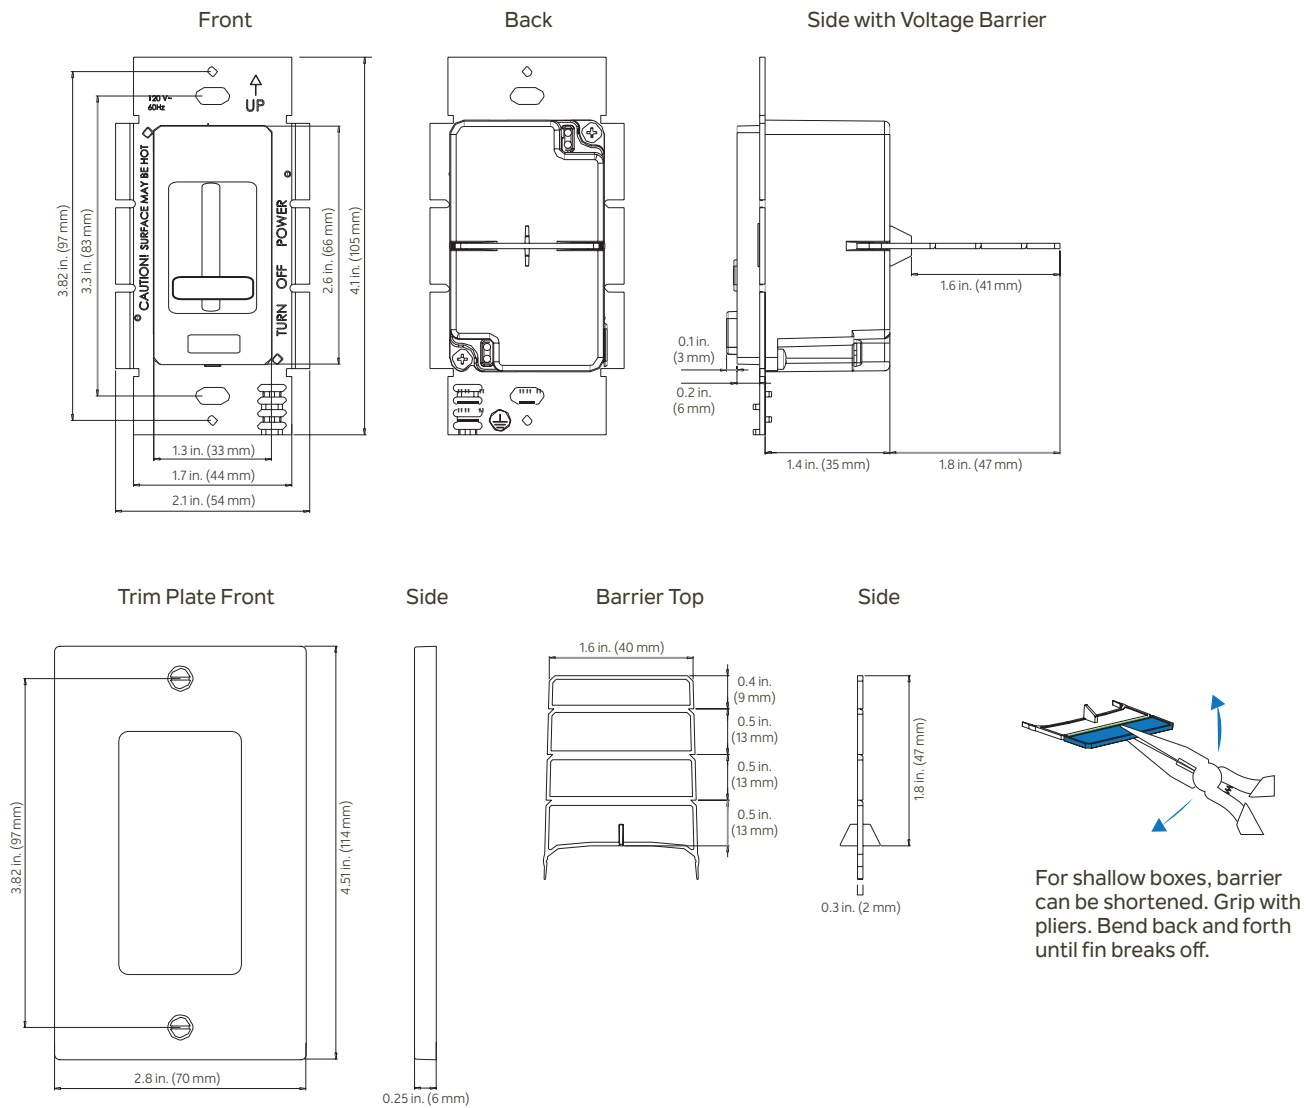 Front
Back
Side with Voltage Barrier
120 V~
60Hz
UP
CAUTION! SURFACE MAY BE HOT
TURN OFF POWER
3.82 in. (97 mm)
3.3 in. (83 mm)
2.6 in. (66 mm)
4.1 in. (105 mm)
1.3 in. (33 mm)
1.7 in. (44 mm)
2.1 in. (54 mm)
1.6 in. (41 mm)
0.1 in.
(3 mm)
0.2 in.
(6 mm)
1.4 in. (35 mm)
1.8 in. (47 mm)
Trim Plate Front
Side
Barrier Top
Side
3.82 in. (97 mm)
4.51 in. (114 mm)
2.8 in. (70 mm)
0.25 in. (6 mm)
1.6 in. (40 mm)
0.4 in.
(9 mm)
0.5 in.
(13 mm)
0.5 in.
(13 mm)
0.5 in.
(13 mm)
1.8 in. (47 mm)
0.3 in. (2 mm)
For shallow boxes, barrier
can be shortened. Grip with
pliers. Bend back and forth
until fin breaks off.